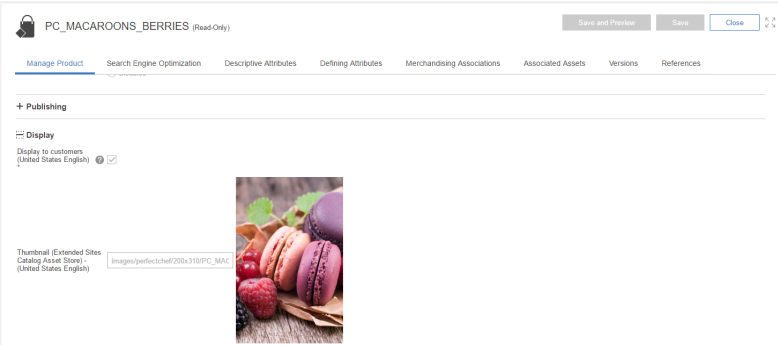 PC_MACAROONS_BERRIES (Read-Only)
Save and Preview
Save
Close
Manage Product
Search Engine Optimization
Descriptive Attributes
Defining Attributes
Merchandising Associations
Associated Assets
Versions
References
+ Publishing
Display
Display to customers
(United States English) ?
*
Thumbnail (Extended Sites
Catalog Asset Store) -
(United States English)
images/perfectchef/200x310/PC_MAC